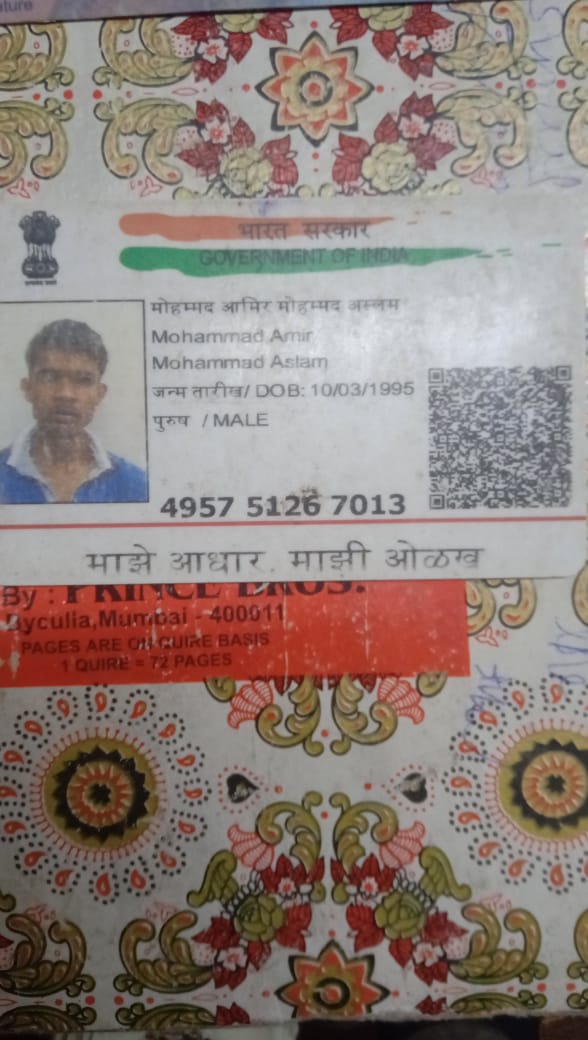 ature
भारत सरकार
GOVERNMENT OF INDIA
मोहम्मद आमिर मोहम्मद अस्लम
Mohammad Amir
Mohammad Aslam
जन्म तारीख/ DOB: 10/03/1995
पुरुष / MALE
4957 5126 7013
माझे आधार, माझी ओळख
By : PRINCE BROS.
Byculla,Mumbai - 400011
PAGES ARE ON QUIRE BASIS
1 QUIRE = 72 PAGES